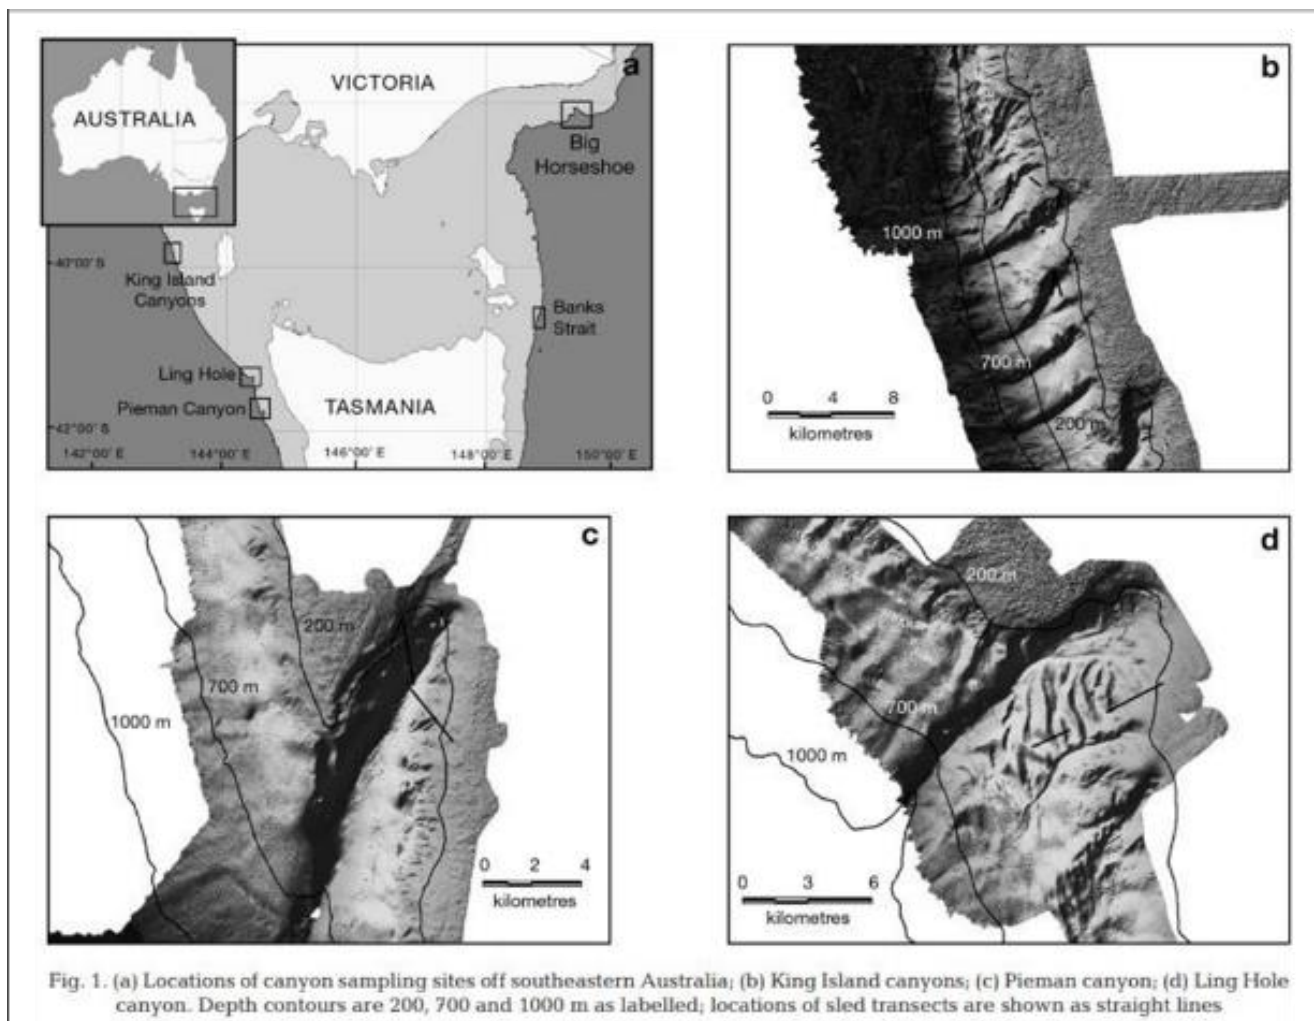 a
VICTORIA
AUSTRALIA
Big
Horseshoe
40°00' S
King Island
Canyons
Banks
Strait
Ling Hole
Pieman Canyon
TASMANIA
42°00' S
142°00' E
144°00' E
146°00' E
148°00' E
150°00' E
b
1000 m
700 m
200 m
0 4 8
kilometres
c
200 m
700 m
1000 m
0 2 4
kilometres
d
200 m
700 m
1000 m
0 3 6
kilometres
Fig. 1. (a) Locations of canyon sampling sites off southeastern Australia; (b) King Island canyons; (c) Pieman canyon; (d) Ling Hole
canyon. Depth contours are 200, 700 and 1000 m as labelled; locations of sled transects are shown as straight lines